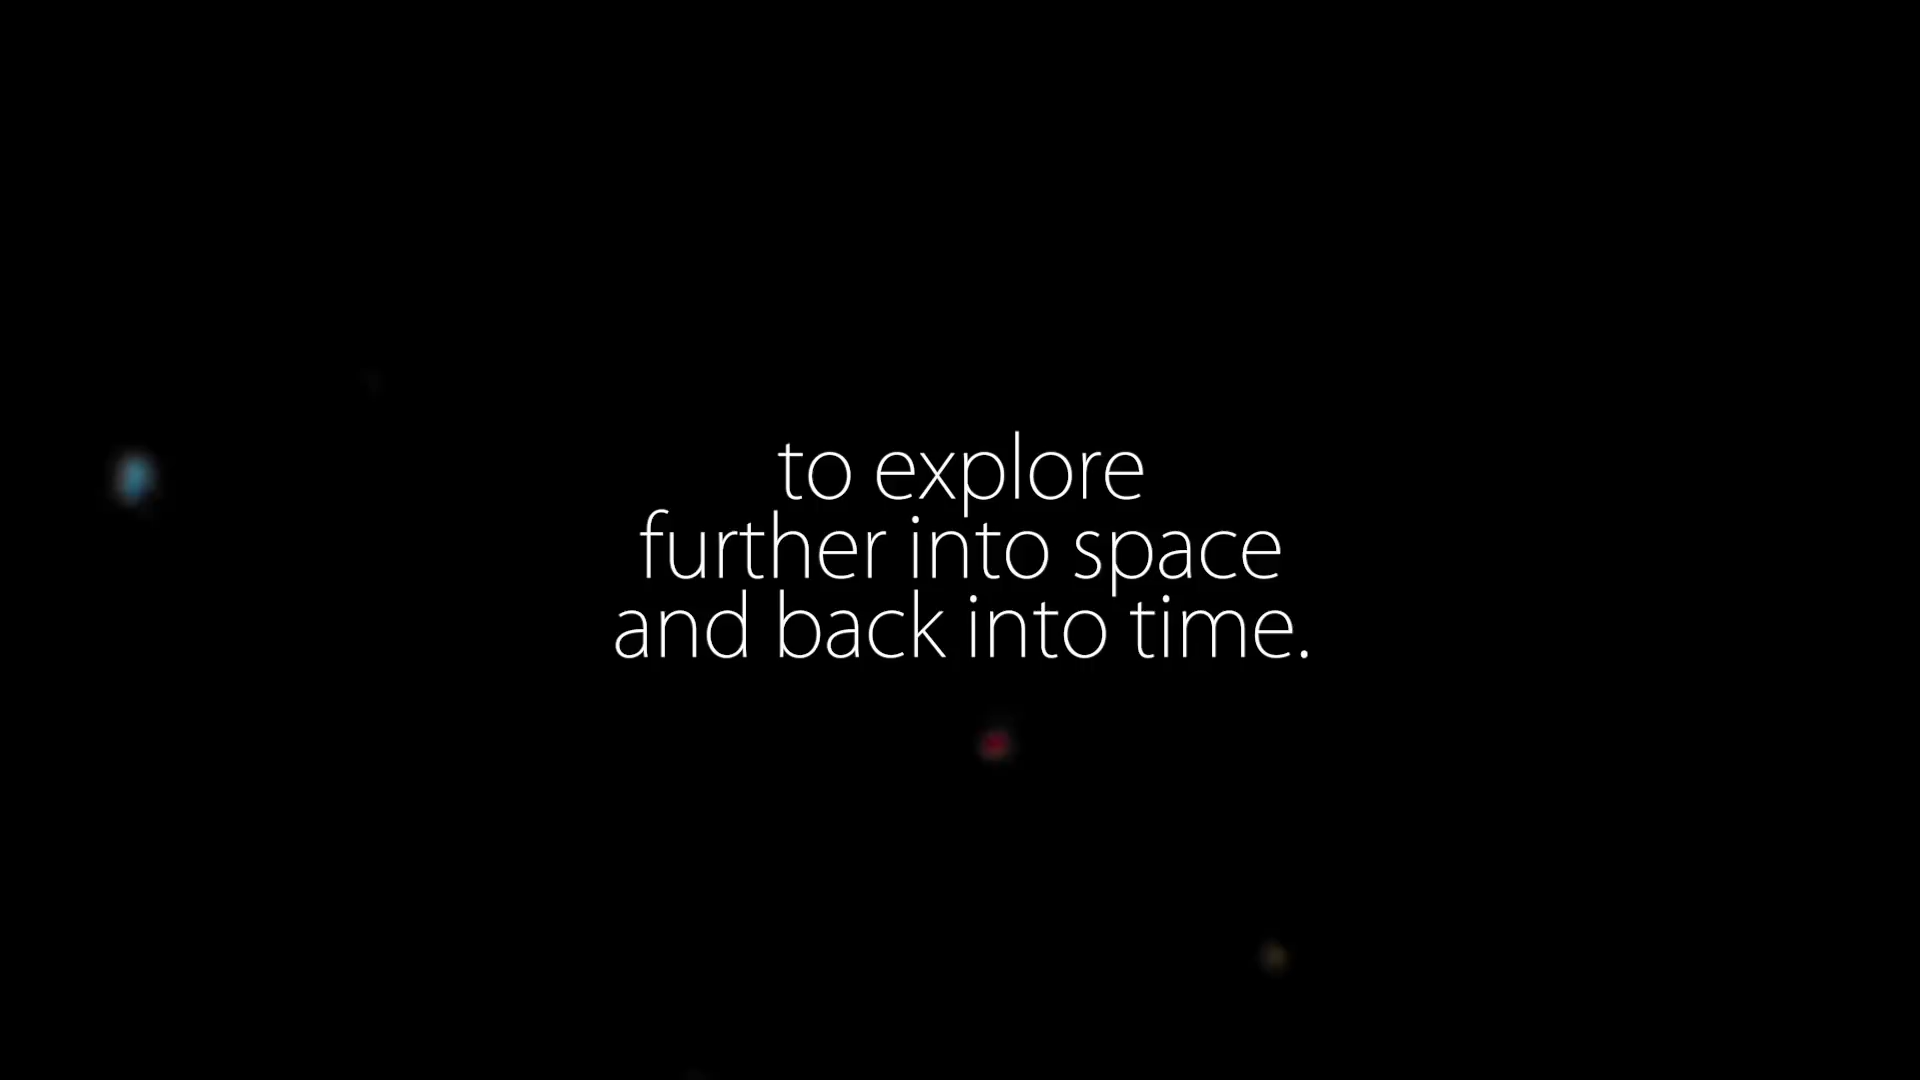 to explore
further into space
and back into time.